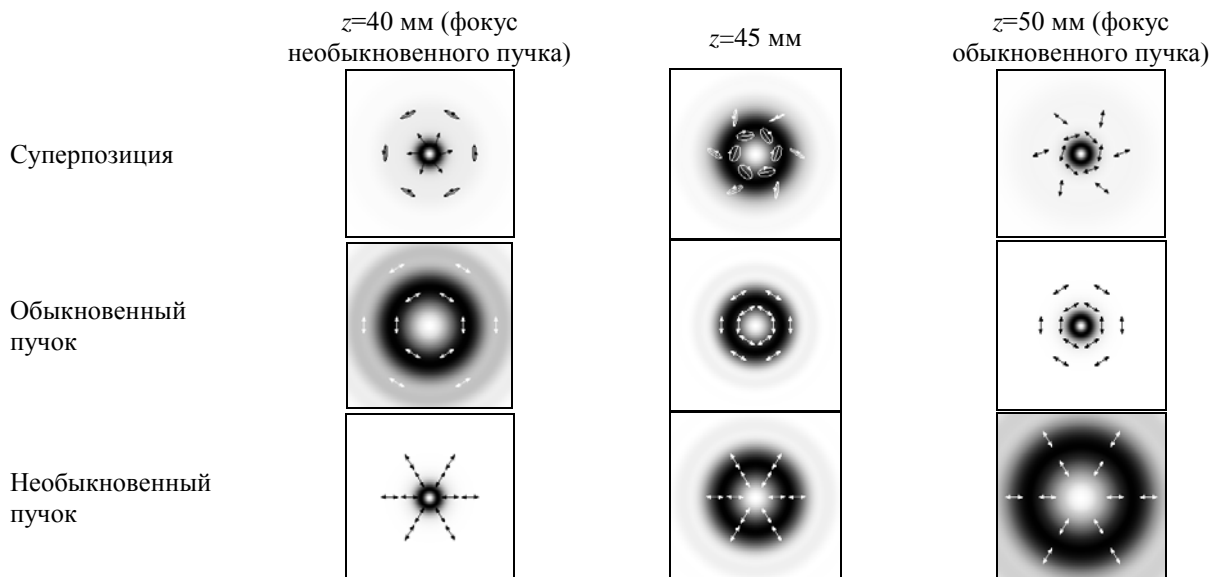 z=40 мм (фокус
необыкновенного пучка)
z=45 мм
z=50 мм (фокус
обыкновенного пучка)
Суперпозиция
Обыкновенный
пучок
Необыкновенный
пучок